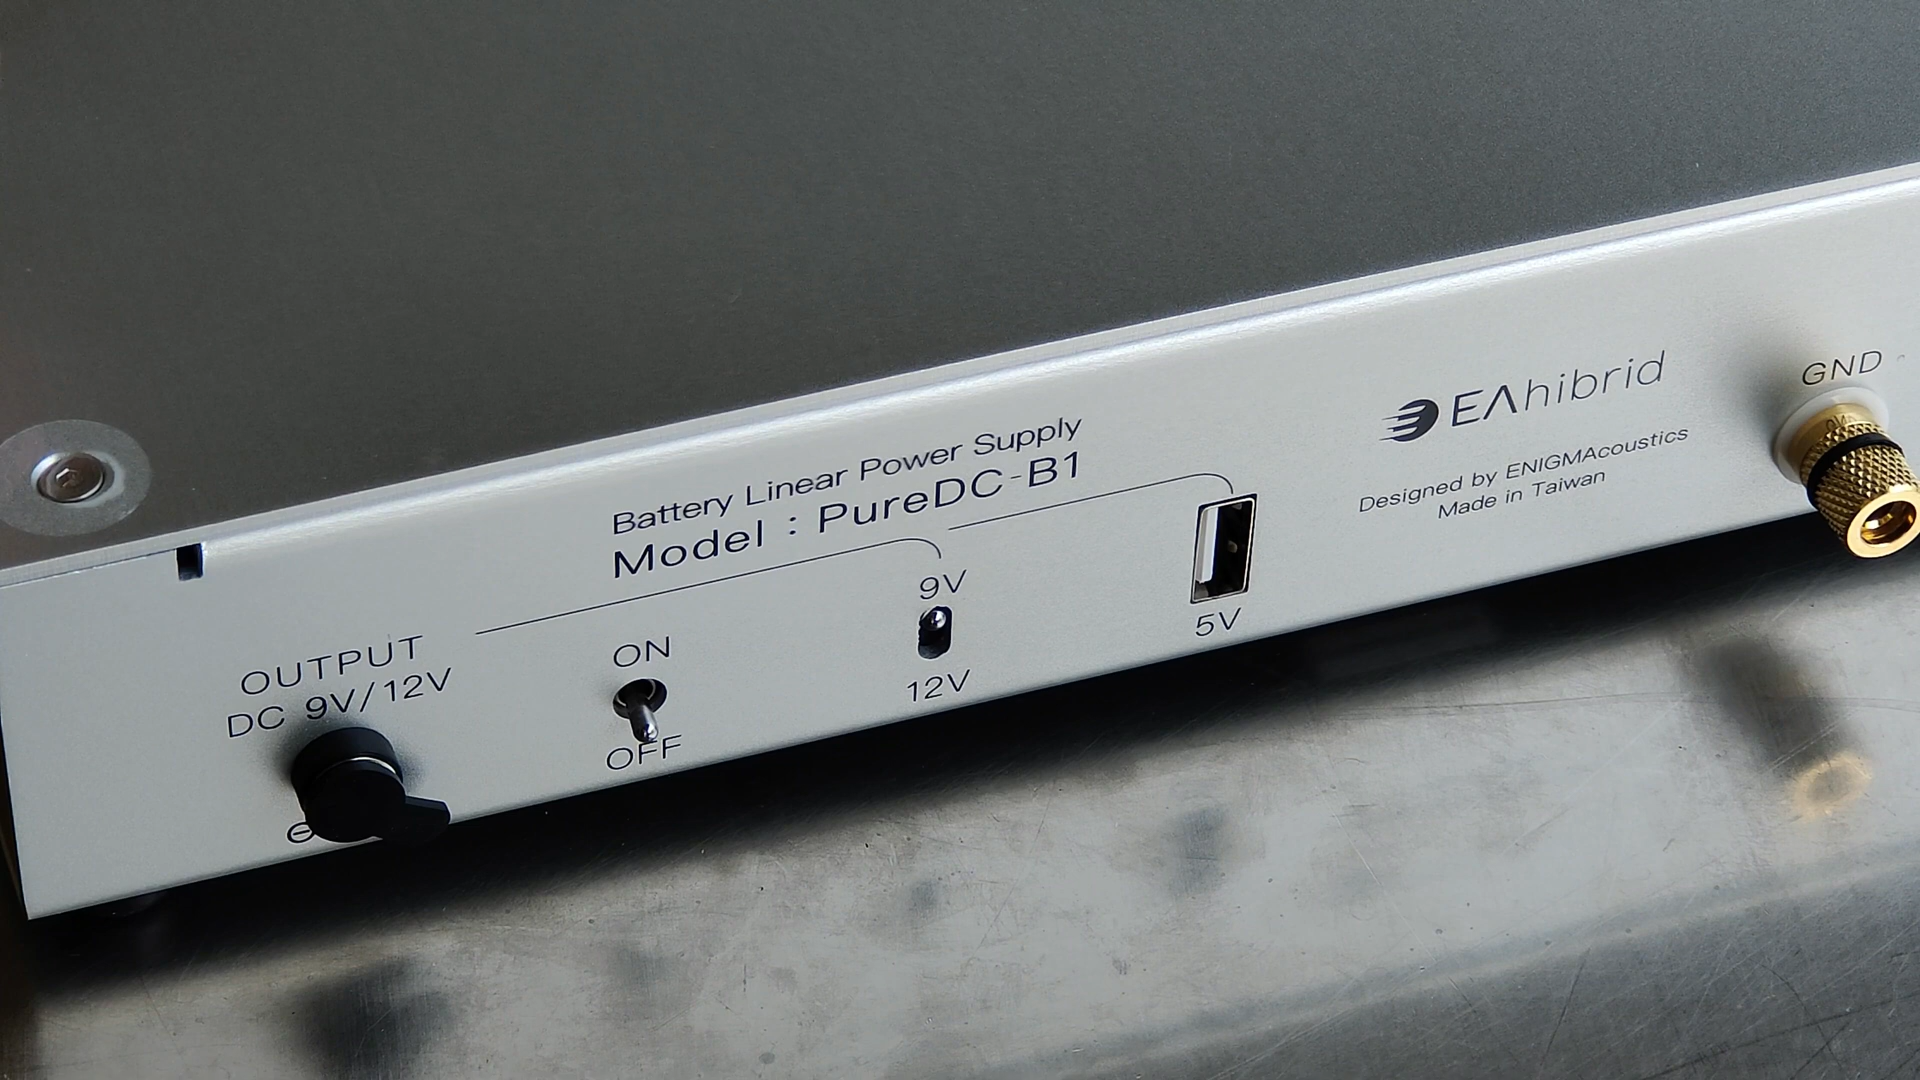 Battery Linear Power Supply
Model : PureDC-B1
OUTPUT
DC 9V/12V
ON
OFF
9V
12V
5V
EΛhibrid
Designed by ENIGMAcoustics
Made in Taiwan
GND